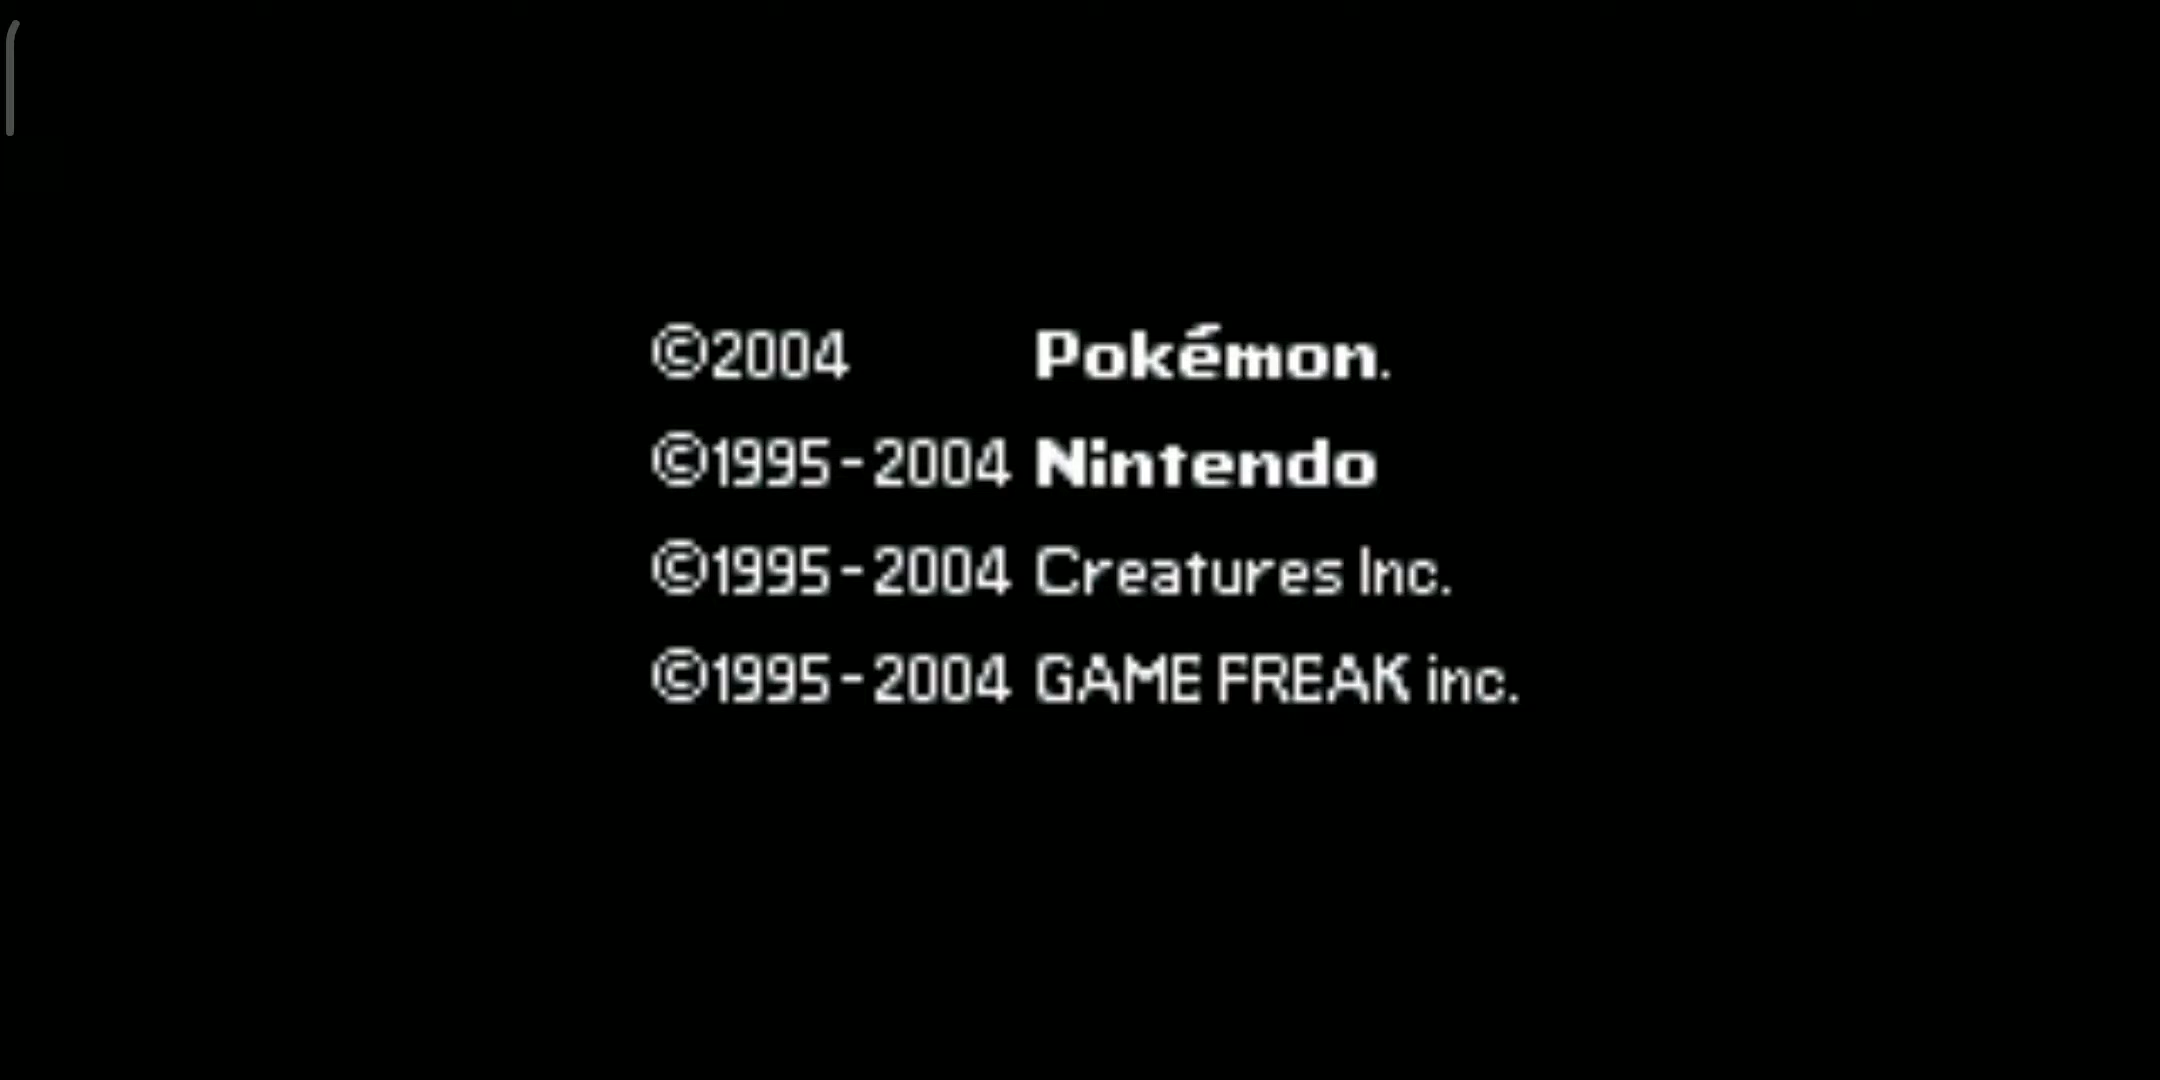 ©2004 Pokémon.
©1995-2004 Nintendo
©1995-2004 Creatures Inc.
©1995-2004 GAME FREAK inc.